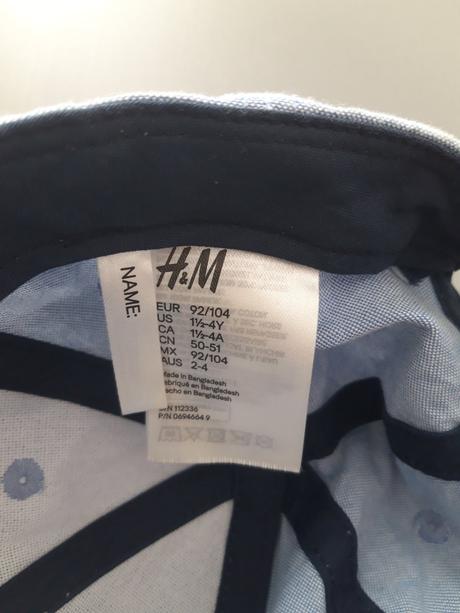 NAME:
H&M
EUR 92/104
US 1½-4Y
CA 1½-4A
CN 50-51
MX 92/104
AUS 2-4
Made in Bangladesh
Fabriqué en Bangladesh
Hecho en Bangladesh
S/N 112336
P/N 0694664 9